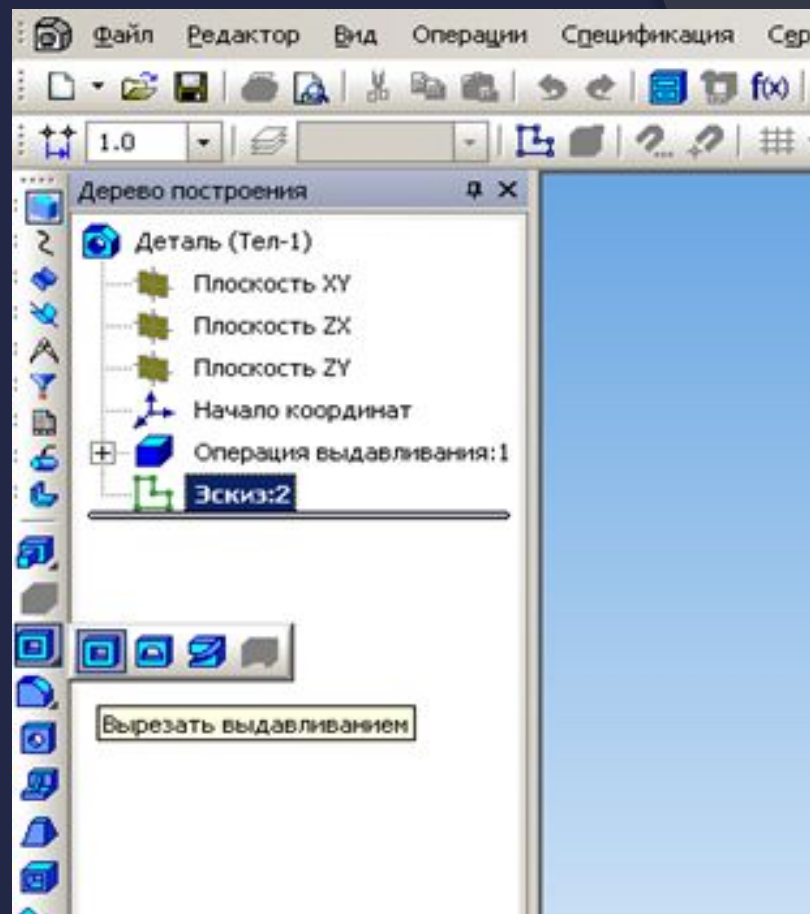 Файл Редактор Вид Операции Спецификация Сер
f(x)
1.0
Дерево построения
Деталь (Тел-1)
Плоскость XY
Плоскость ZX
Плоскость ZY
Начало координат
Операция выдавливания:1
Эскиз:2
Вырезать выдавливанием